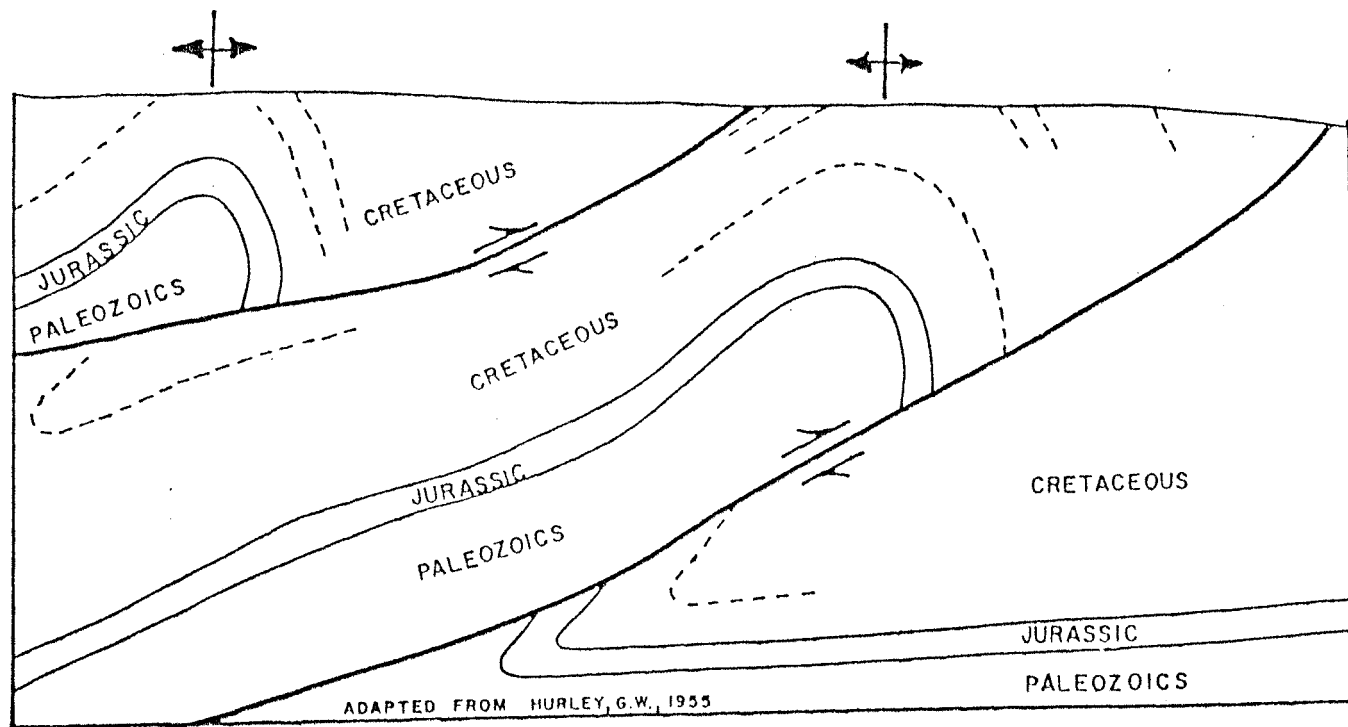 CRETACEOUS
JURASSIC
PALEOZOICS
CRETACEOUS
JURASSIC
PALEOZOICS
CRETACEOUS
JURASSIC
PALEOZOICS
ADAPTED FROM HURLEY, G.W., 1955